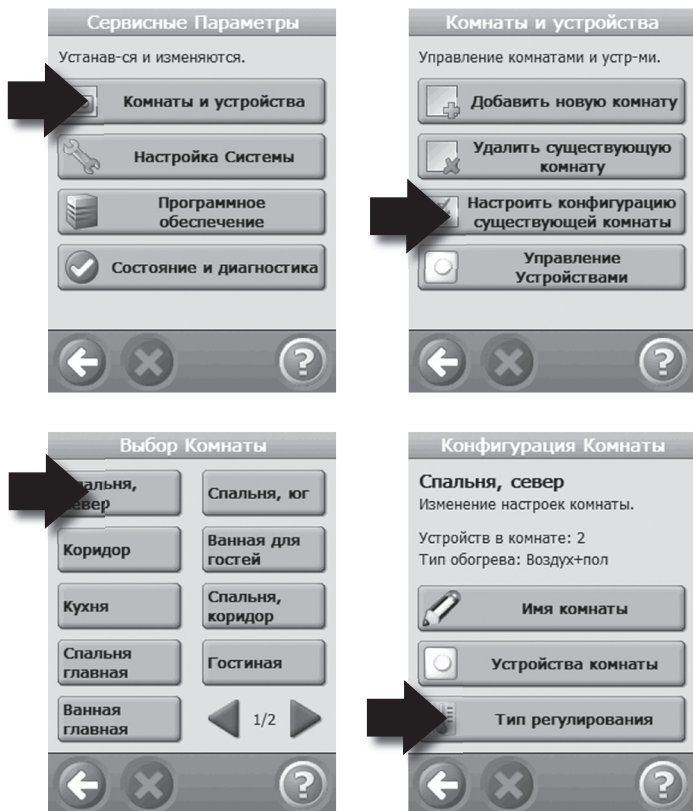 Сервисные Параметры
Устанав-ся и изменяются.
Комнаты и устройства
Настройка Системы
Программное
обеспечение
Состояние и диагностика
?
Комнаты и устройства
Управление комнатами и устр-ми.
Добавить новую комнату
Удалить существующую
комнату
Настроить конфигурацию
существующей комнаты
Управление
Устройствами
?
Выбор Комнаты
Спальня,
север
Спальня, юг
Коридор
Ванная для
гостей
Кухня
Спальня,
коридор
Спальня
главная
Гостиная
Ванная
главная
1/2
?
Конфигурация Комнаты
Спальня, север
Изменение настроек комнаты.
Устройств в комнате: 2
Тип обогрева: Воздух+пол
Имя комнаты
Устройства комнаты
Тип регулирования
?